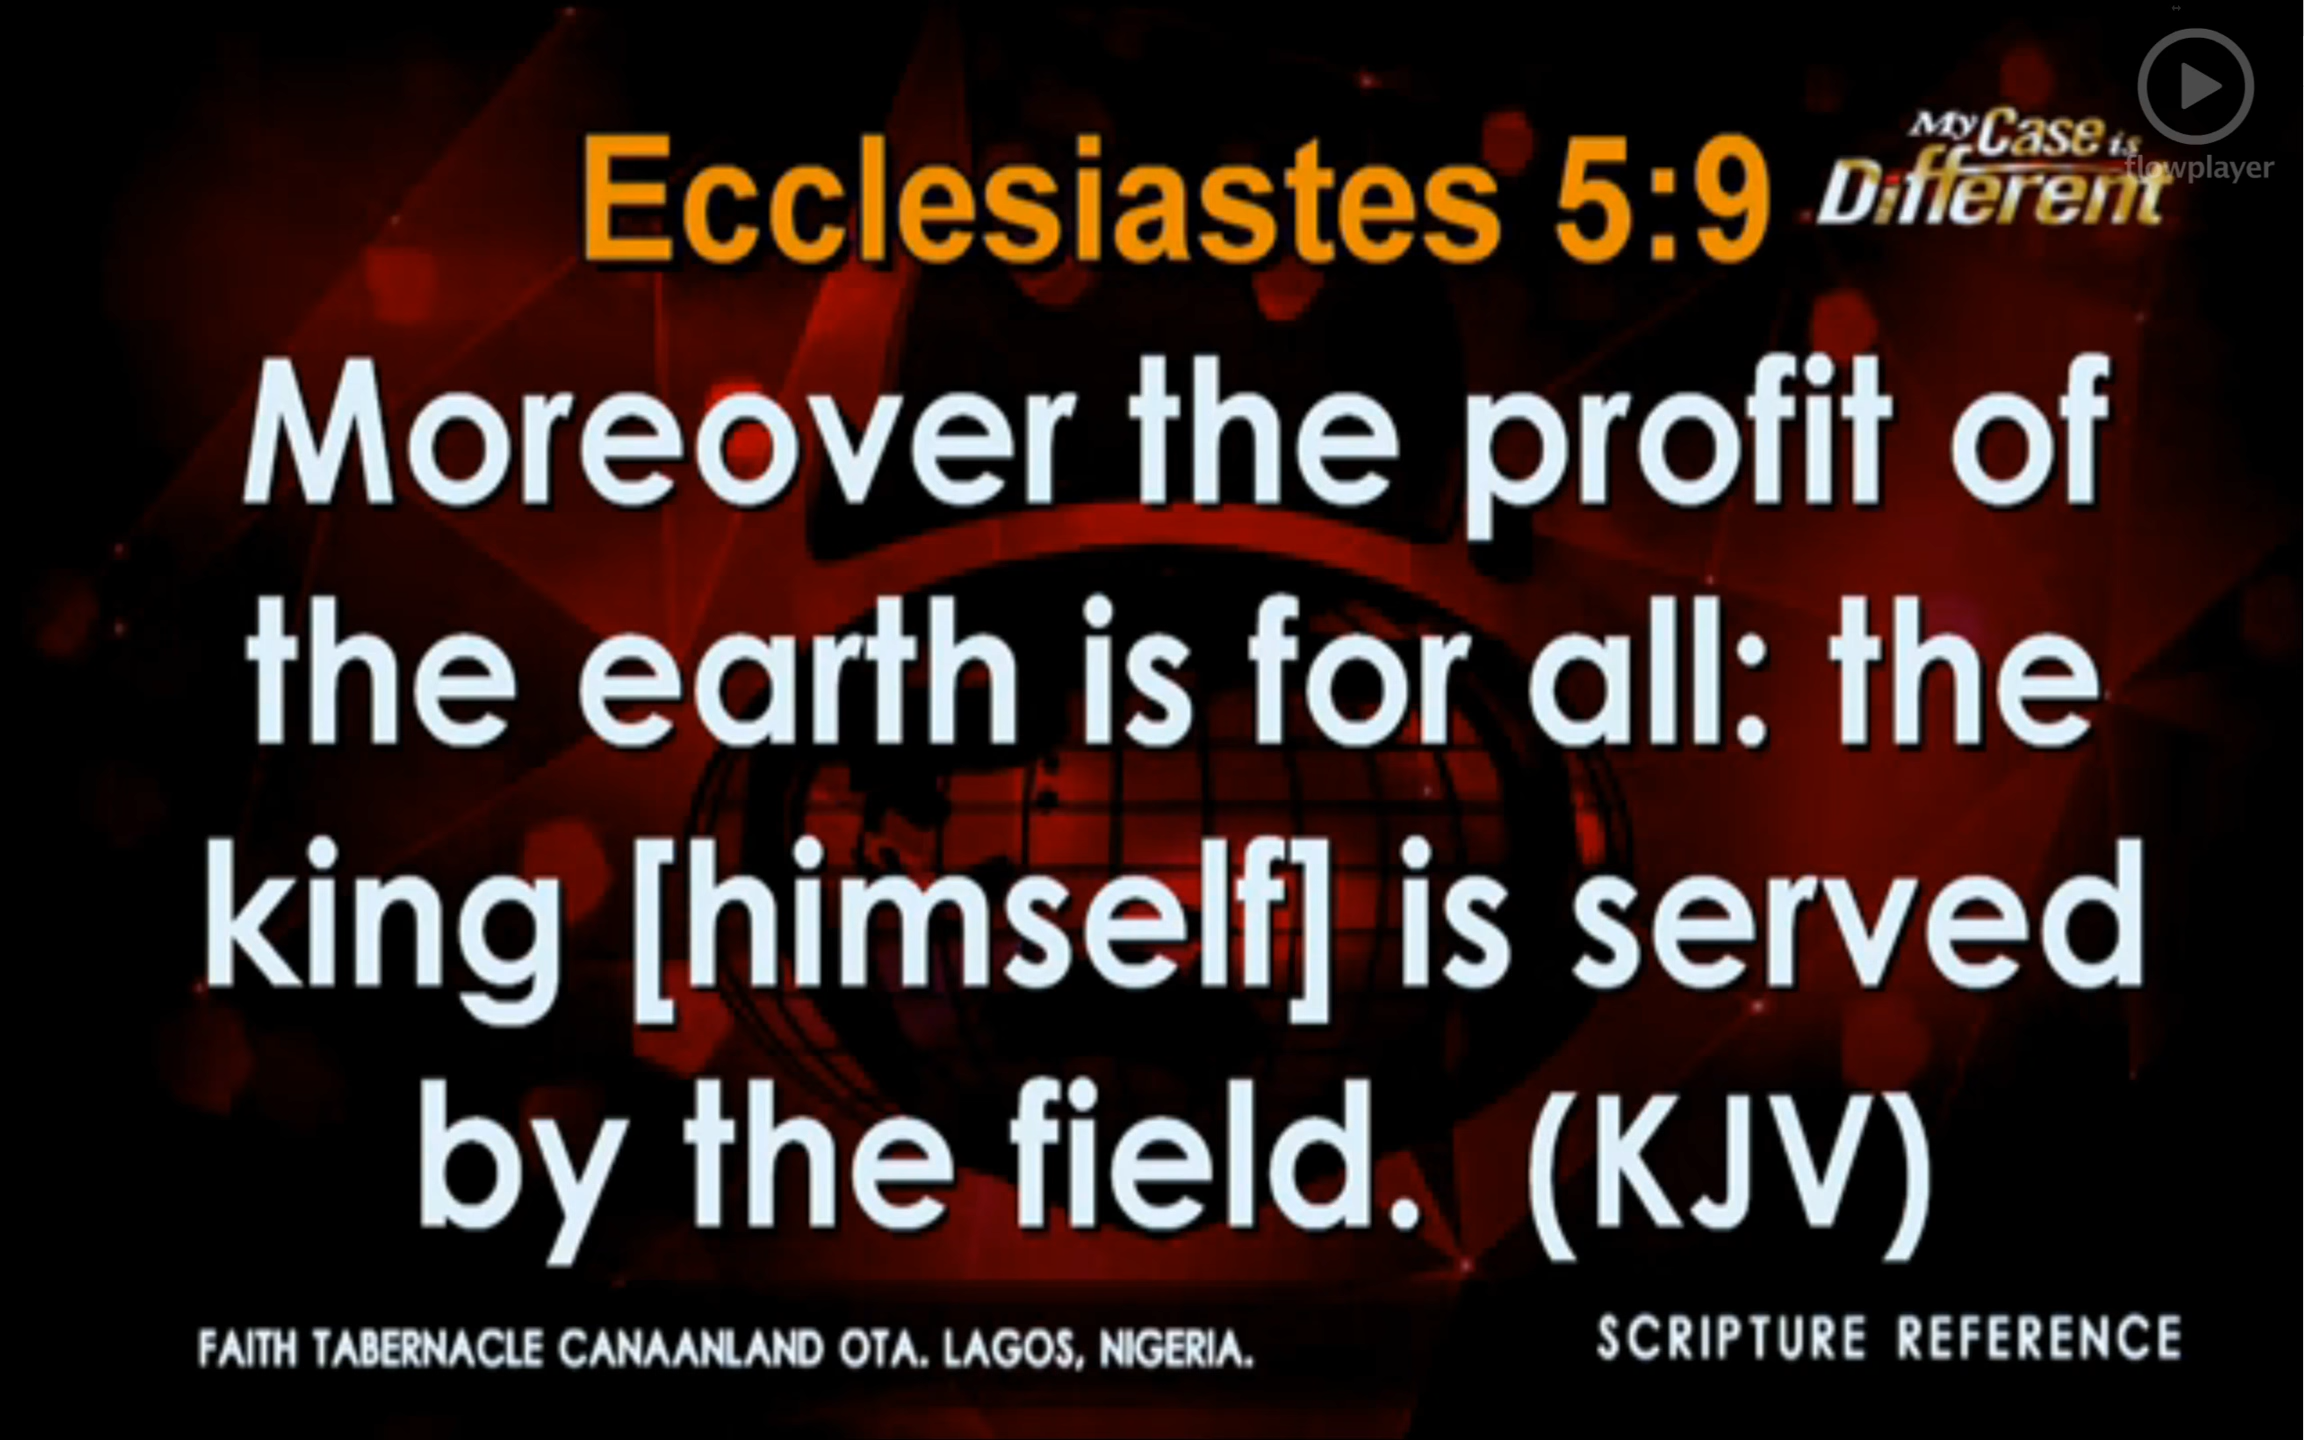 Ecclesiastes 5:9
My Case is
Different
flowplayer
Moreover the profit of
the earth is for all: the
king [himself] is served
by the field. (KJV)
FAITH TABERNACLE CANAANLAND OTA. LAGOS, NIGERIA.
SCRIPTURE REFERENCE